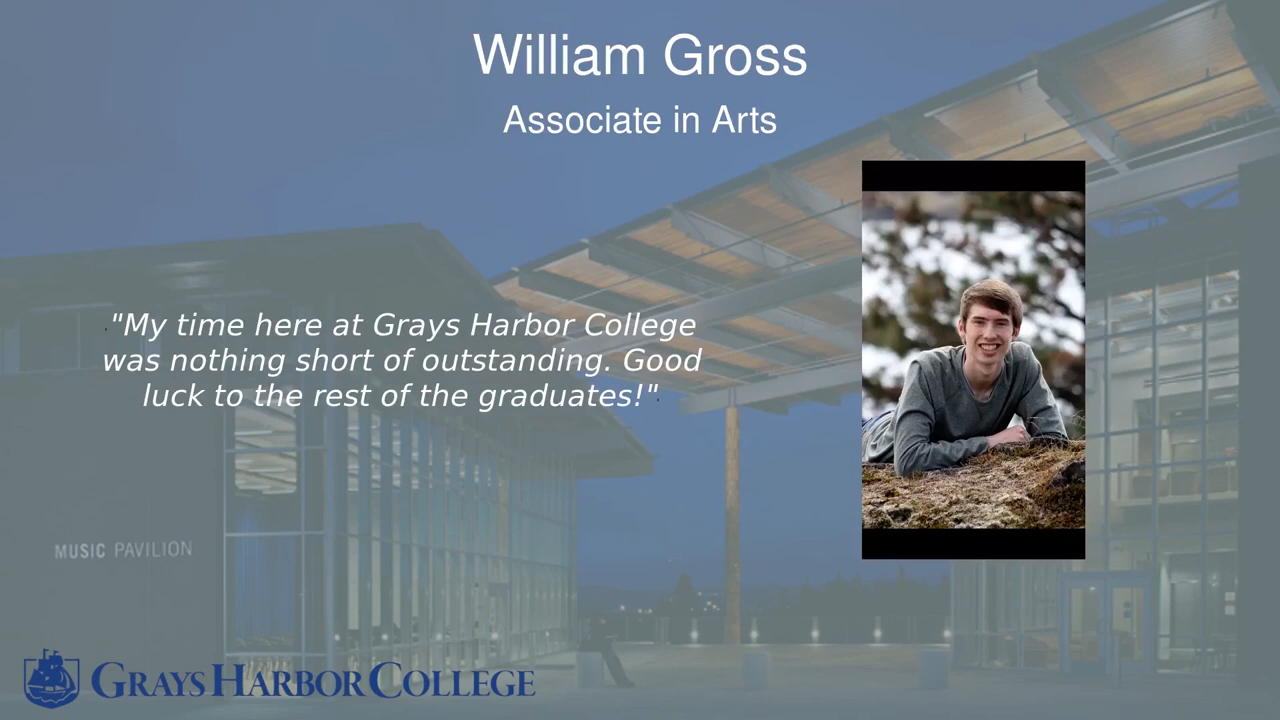 William Gross
Associate in Arts
"My time here at Grays Harbor College
was nothing short of outstanding. Good
luck to the rest of the graduates!"
MUSIC PAVILION
GRAYS HARBOR COLLEGE